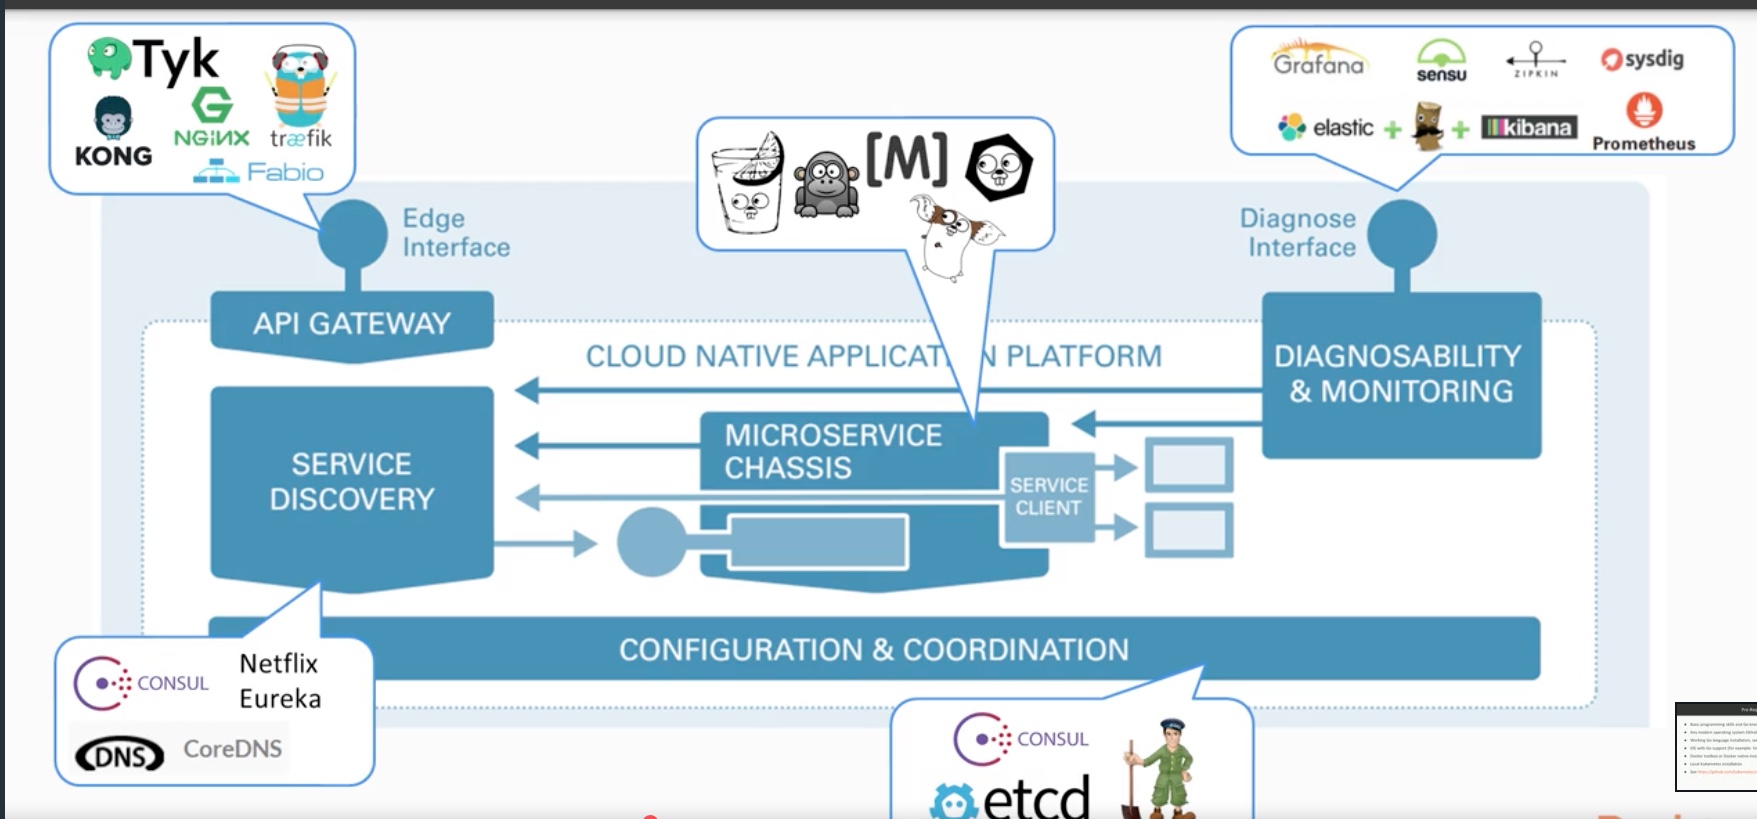 Tyk
KONG
NGiNX
træfik
Fabio
[M]
Grafana
sensu
ZIPKIN
sysdig
elastic + + kibana
Prometheus
Edge
Interface
Diagnose
Interface
API GATEWAY
CLOUD NATIVE APPLICAT N PLATFORM
DIAGNOSABILITY
& MONITORING
SERVICE
DISCOVERY
MICROSERVICE
CHASSIS
SERVICE
CLIENT
CONFIGURATION & COORDINATION
CONSUL
Netflix
Eureka
DNS
CoreDNS
CONSUL
etcd